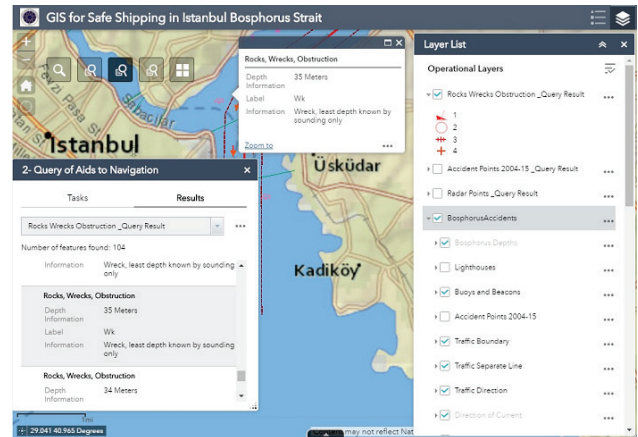 GIS for Safe Shipping in Istanbul Bosphorus Strait
Rocks, Wrecks, Obstruction
Depth Information
35 Meters
Label
Wk
Information
Wreck, least depth known by sounding only
Zoom to
Fevzi Paşa
Istanbul
Üsküdar
Kadiköy
2- Query of Aids to Navigation
Tasks
Results
Rocks Wrecks Obstruction _Query Result
Number of features found: 104
Information
Wreck, least depth known by sounding only
Rocks, Wrecks, Obstruction
Depth Information
35 Meters
Label
Wk
Information
Wreck, least depth known by sounding only
Rocks, Wrecks, Obstruction
Depth
34 Meters
Information
29.041 40.965 Degrees
may not reflect Nat
Layer List
Operational Layers
Rocks Wrecks Obstruction _Query Result
1
2
3
4
Accident Points 2004-15 _Query Result
Radar Points _Query Result
BosphorusAccidents
Bosphorus Depths
Lighthouses
Buoys and Beacons
Accident Points 2004-15
Traffic Boundary
Traffic Separate Line
Traffic Direction
Direction of Current